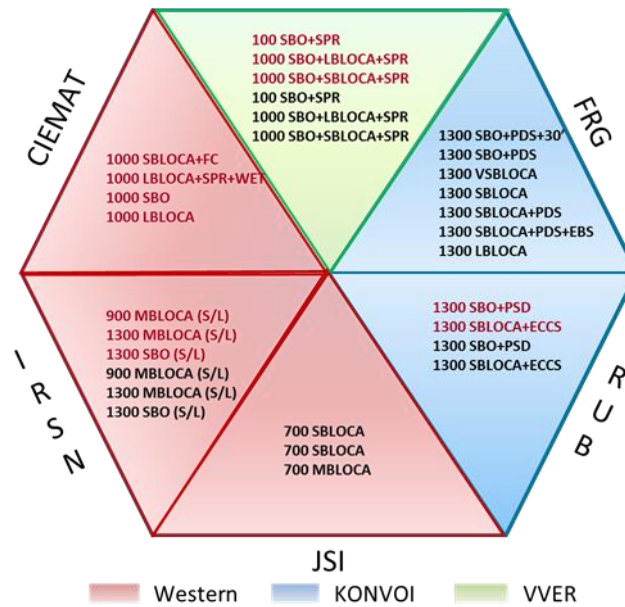 100 SBO+SPR
1000 SBO+LBLOCA+SPR
1000 SBO+SBLOCA+SPR
100 SBO+SPR
1000 SBO+LBLOCA+SPR
1000 SBO+SBLOCA+SPR
CIEMAT
1000 SBLOCA+FC
1000 LBLOCA+SPR+WET
1000 SBO
1000 LBLOCA
FRG
1300 SBO+PDS+30'
1300 SBO+PDS
1300 VSBLOCA
1300 SBLOCA
1300 SBLOCA+PDS
1300 SBLOCA+PDS+EBS
1300 LBLOCA
IRSN
900 MBLOCA (S/L)
1300 MBLOCA (S/L)
1300 SBO (S/L)
900 MBLOCA (S/L)
1300 MBLOCA (S/L)
1300 SBO (S/L)
1300 SBO+PSD
1300 SBLOCA+ECCS
1300 SBO+PSD
1300 SBLOCA+ECCS
RUB
700 SBLOCA
700 SBLOCA
700 MBLOCA
JSI
Western KONVOI VVER